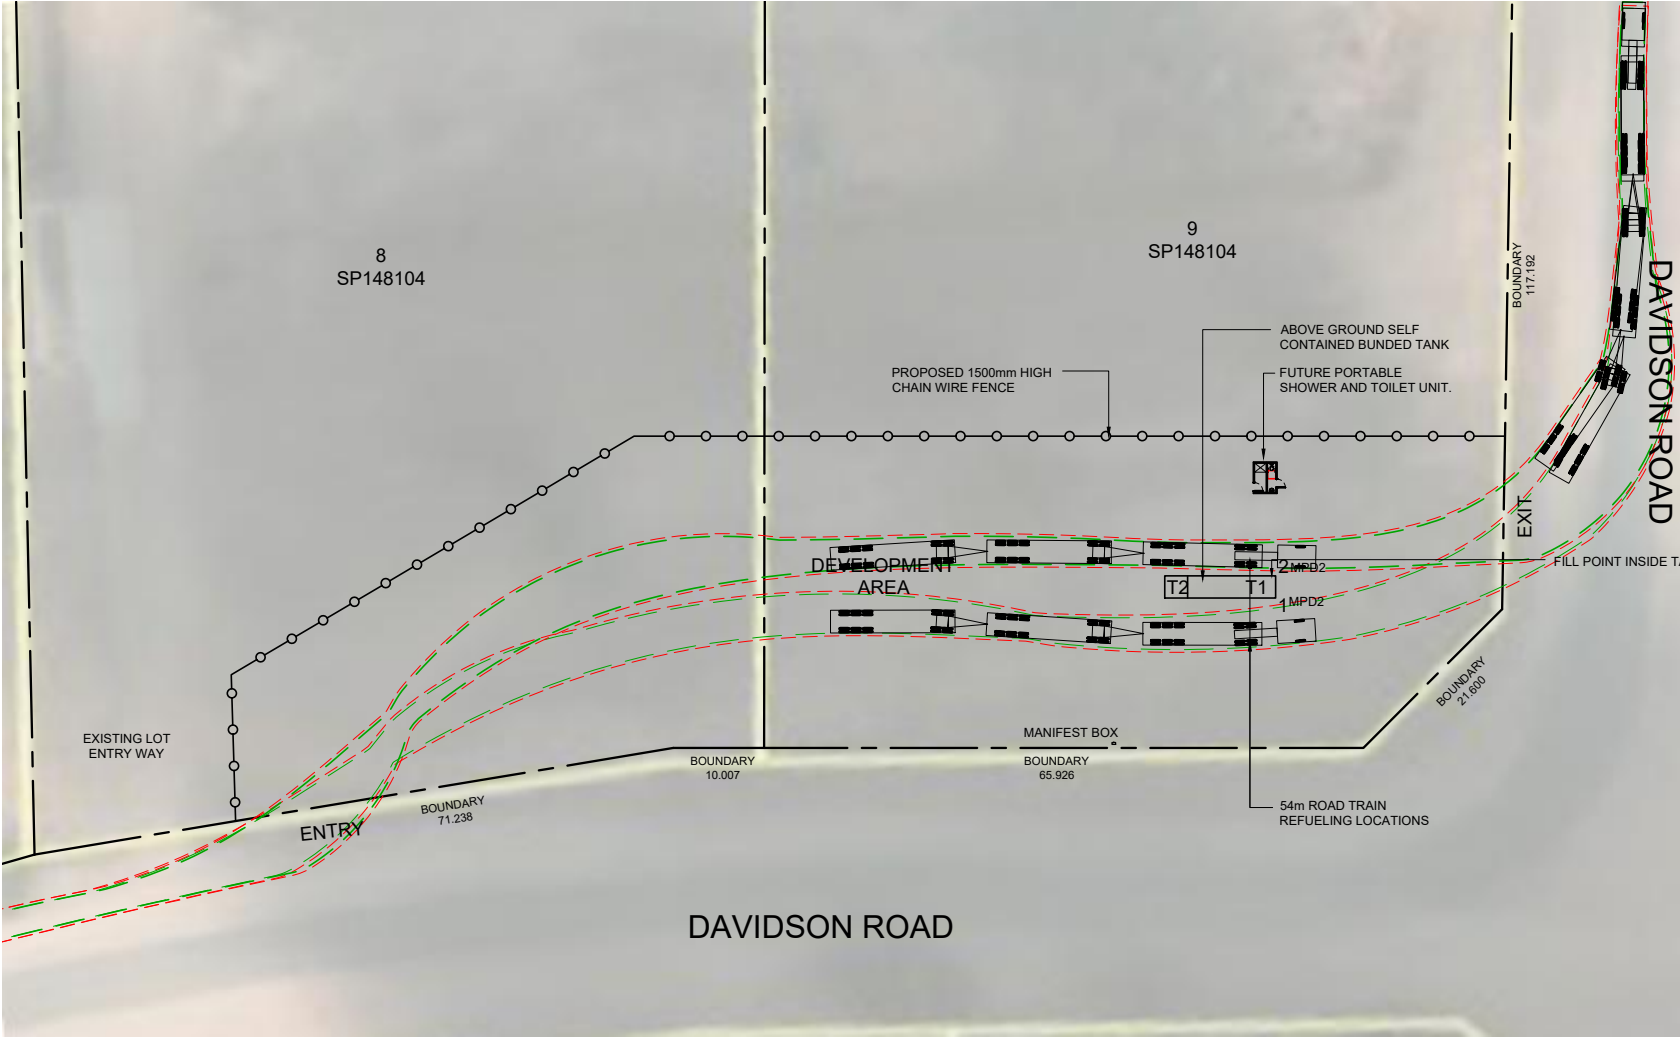 8
SP148104
9
SP148104
BOUNDARY
117.192
DAVIDSON ROAD
ABOVE GROUND SELF
CONTAINED BUNDED TANK
PROPOSED 1500mm HIGH
CHAIN WIRE FENCE
FUTURE PORTABLE
SHOWER AND TOILET UNIT.
EXIT
DEVELOPMENT
AREA
2 MPD2
FILL POINT INSIDE TA
T2
T1
1 MPD2
BOUNDARY
21.600
EXISTING LOT
ENTRY WAY
MANIFEST BOX
BOUNDARY
10.007
BOUNDARY
65.926
BOUNDARY
71.238
ENTRY
54m ROAD TRAIN
REFUELING LOCATIONS
DAVIDSON ROAD